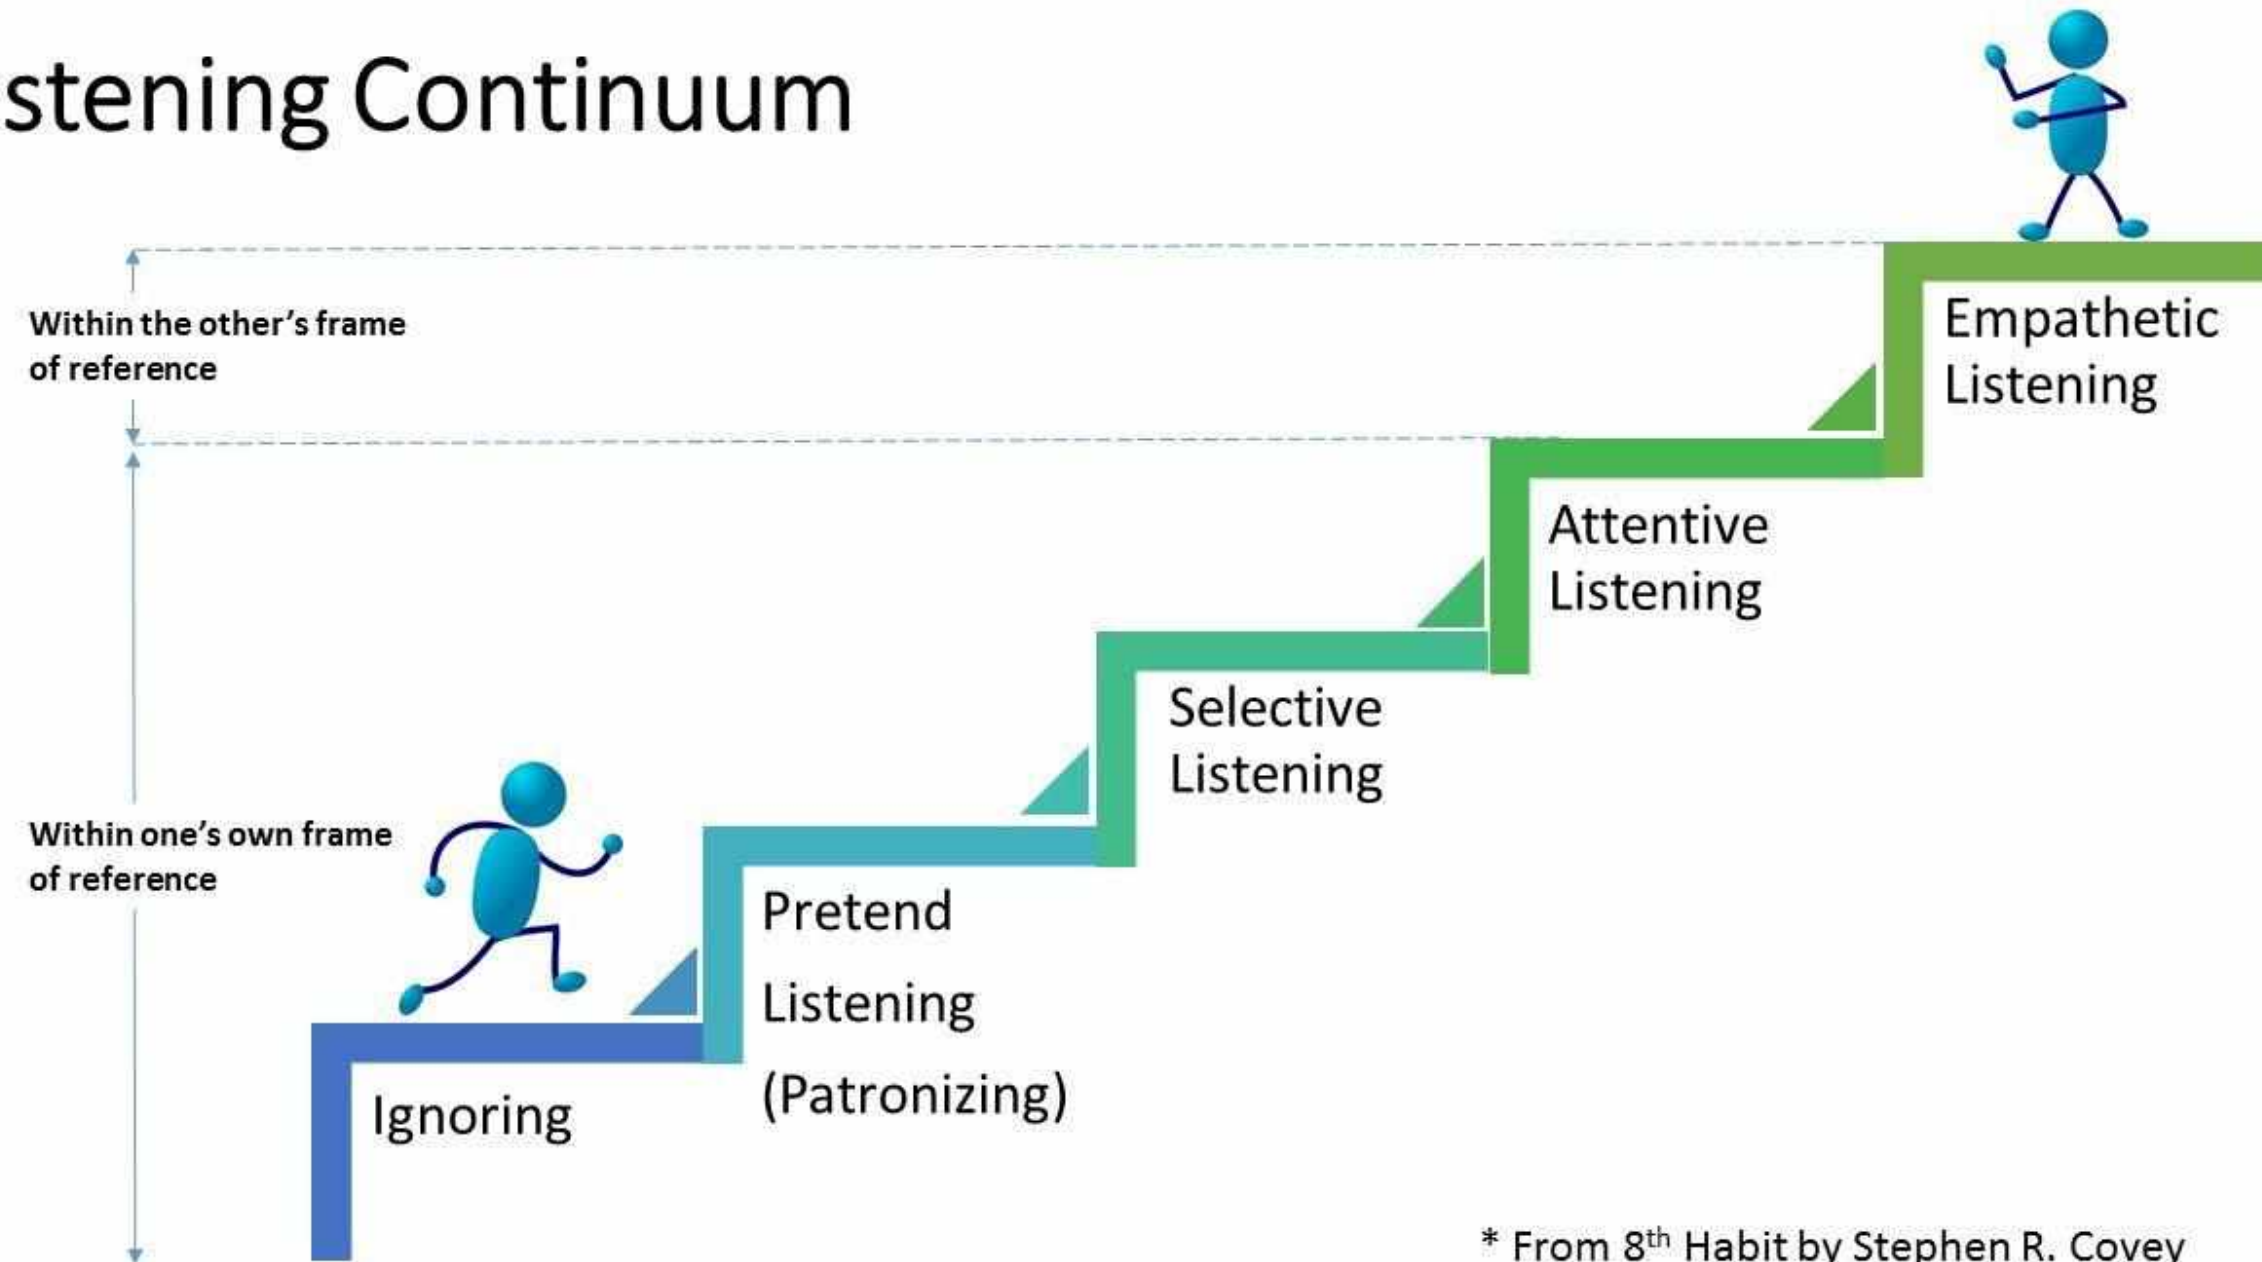 stening Continuum
Within the other's frame
of reference
Empathetic
Listening
Attentive
Listening
Selective
Listening
Within one's own frame
of reference
Pretend
Listening
(Patronizing)
Ignoring
* From 8th Habit by Stephen R. Covey